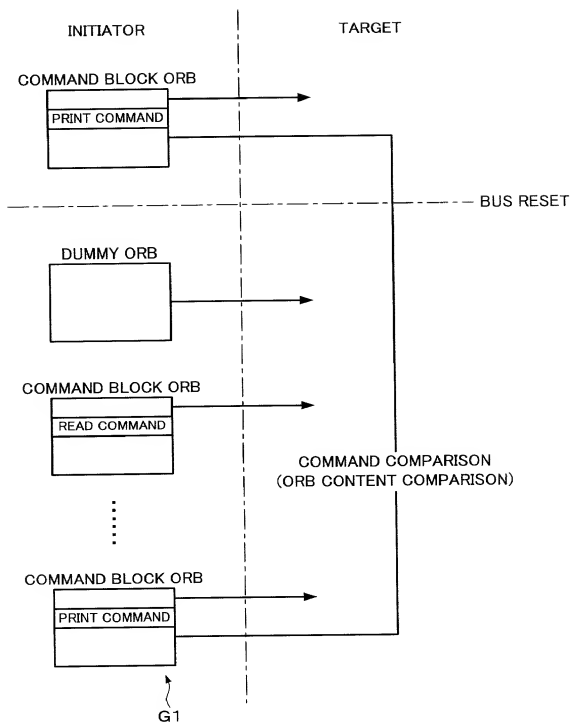 INITIATOR
TARGET
COMMAND BLOCK ORB
PRINT COMMAND
BUS RESET
DUMMY ORB
COMMAND BLOCK ORB
READ COMMAND
COMMAND COMPARISON
(ORB CONTENT COMPARISON)
COMMAND BLOCK ORB
PRINT COMMAND
G1